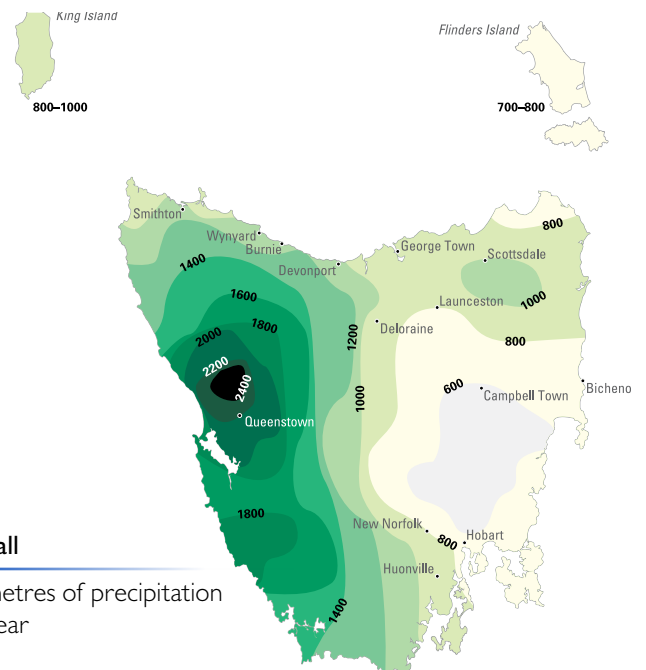 King Island
Flinders Island
800–1000
700–800
Smithton
800
Wynyard
Burnie
George Town
Scottsdale
1400
Devonport
1600
1000
Launceston
1800
Deloraine
2000
1200
800
2200
2400
600
Bicheno
Campbell Town
1000
Queenstown
1800
New Norfolk
Hobart
800
all
Huonville
etres of precipitation
1400
ear